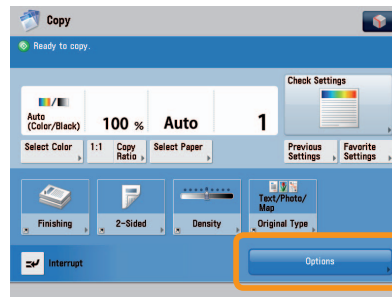 Copy
Ready to copy.
Check Settings
Auto
(Color/Black)
100 %
Auto
1
Select Color
1:1
Copy
Ratio
Select Paper
Previous
Settings
Favorite
Settings
Text/Photo/
Map
Finishing
2-Sided
Density
Original Type
Interrupt
Options